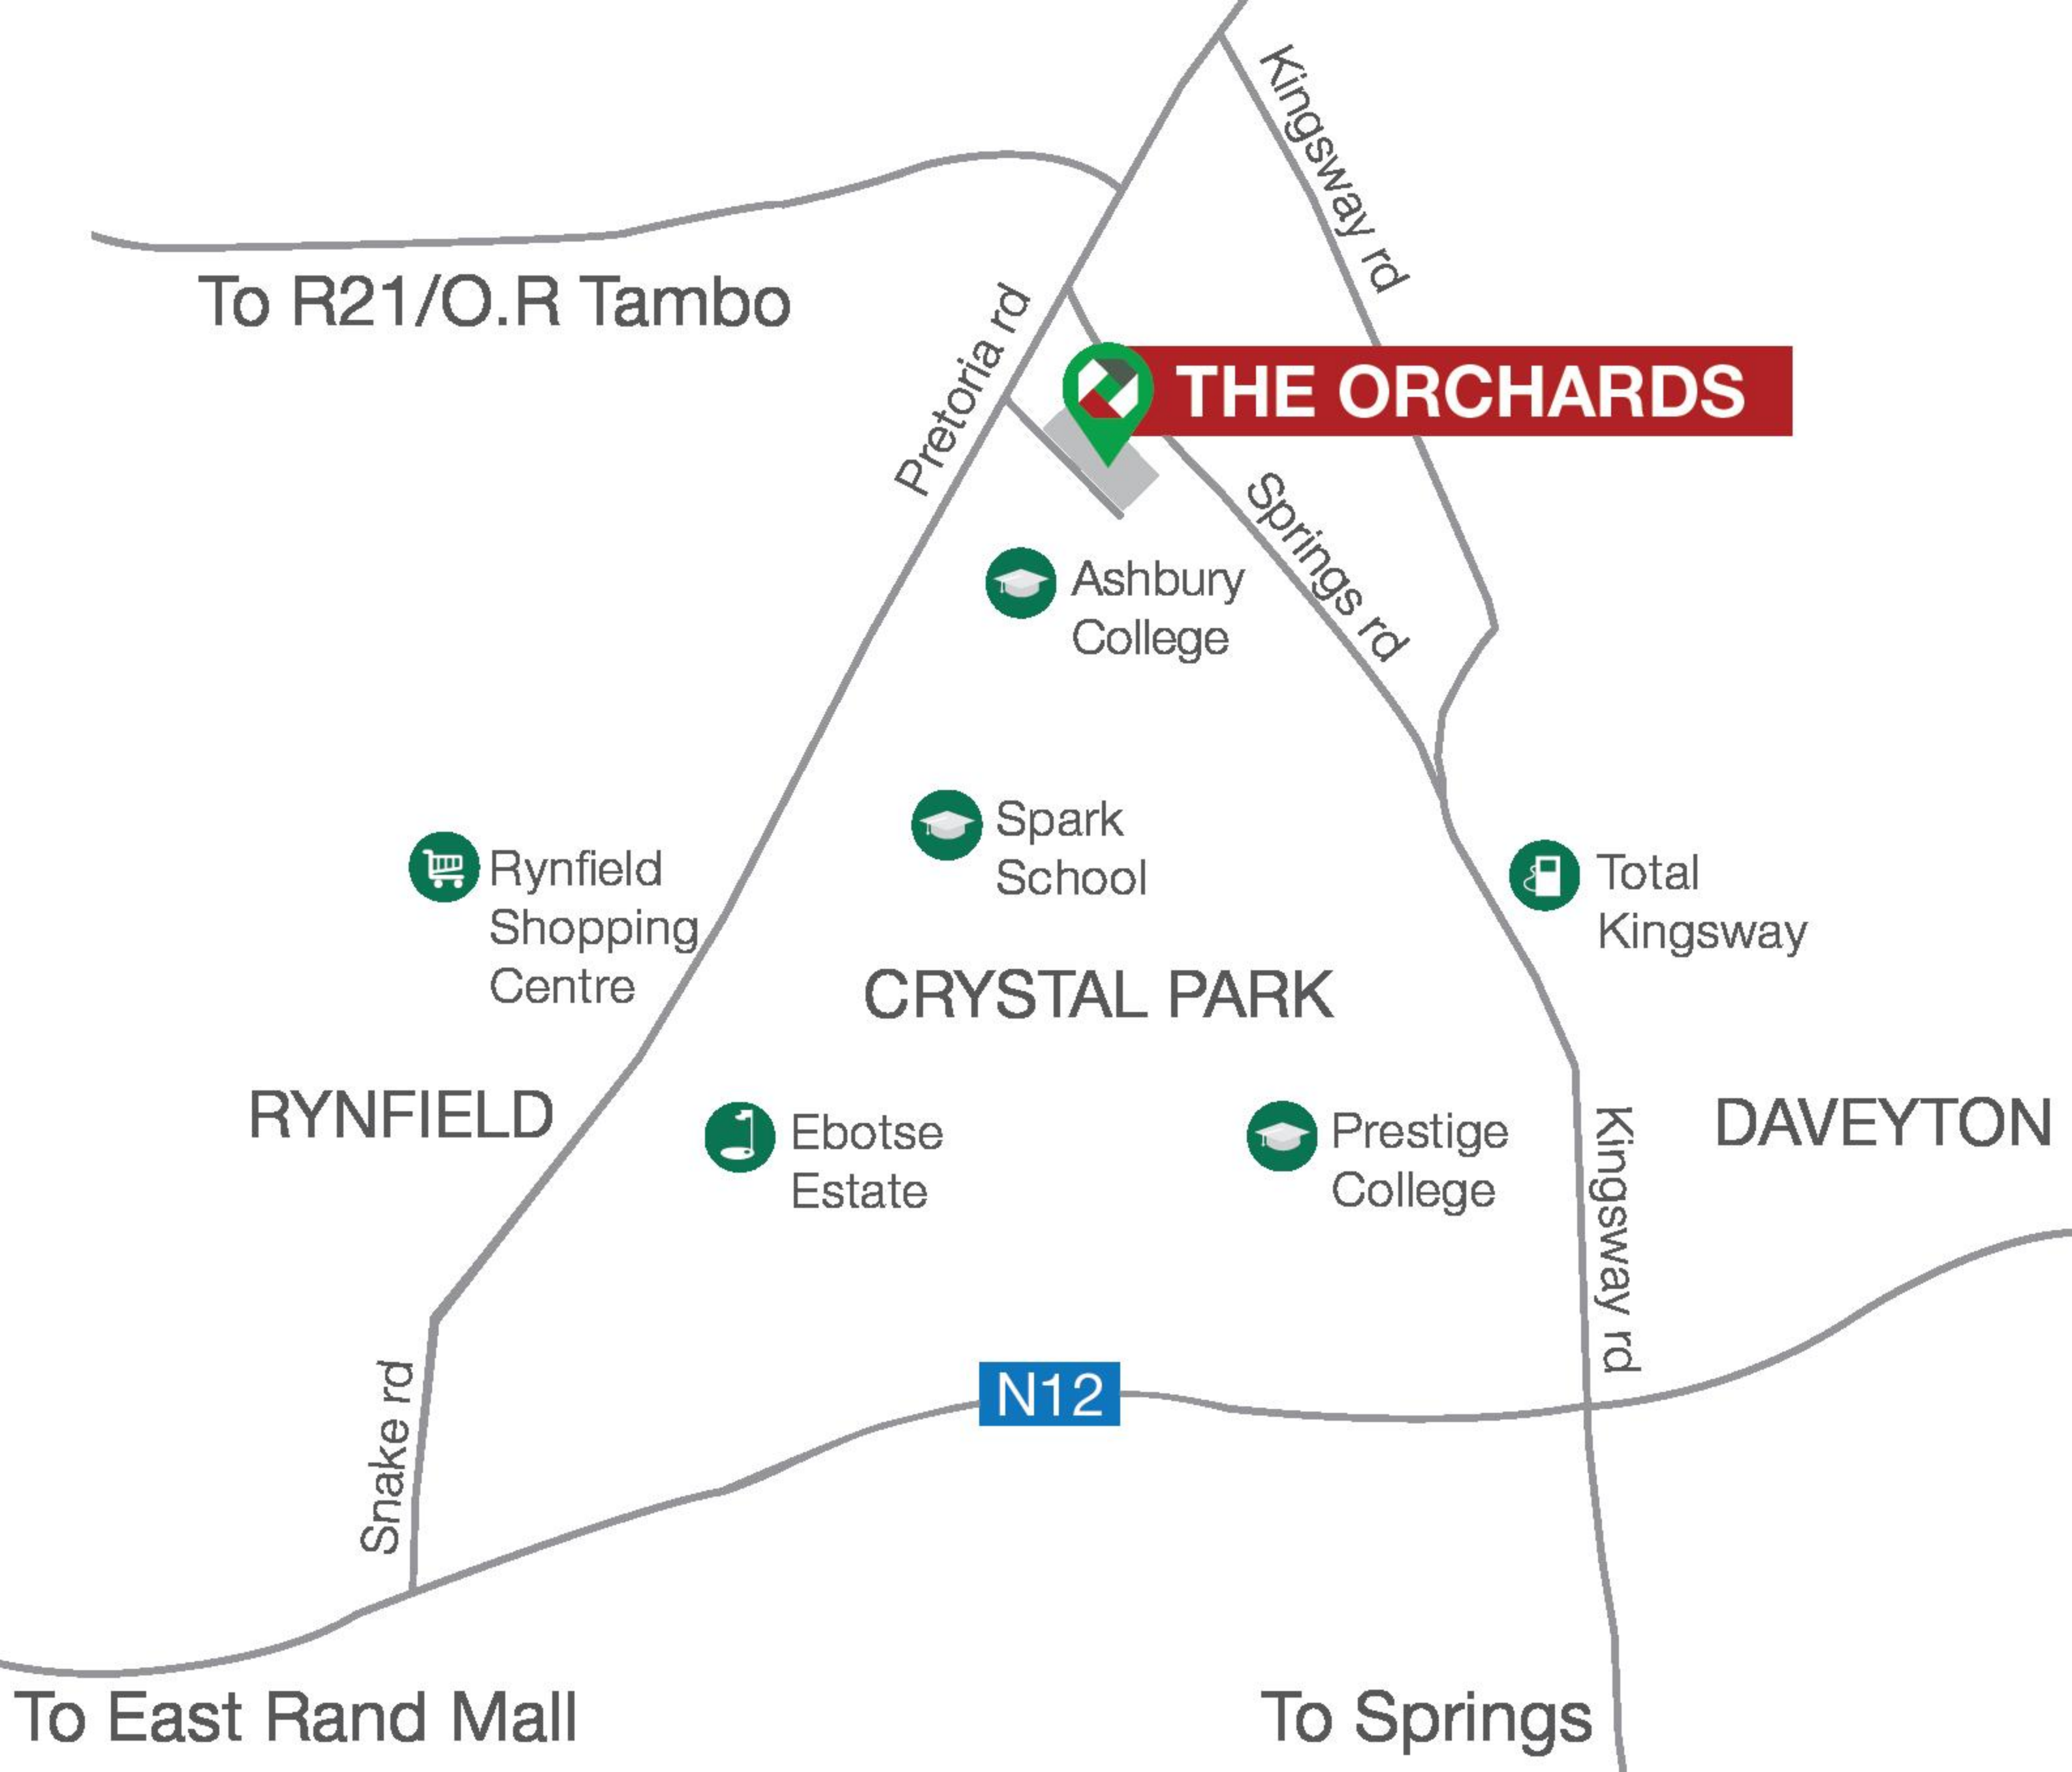 Kingsway rd
To R21/O.R Tambo
Pretoria rd
THE ORCHARDS
Springs rd
Ashbury
College
Spark
School
Rynfield
Shopping
Centre
Total
Kingsway
CRYSTAL PARK
RYNFIELD
DAVEYTON
Ebotse
Estate
Prestige
College
Kingsway rd
Snake rd
N12
To East Rand Mall
To Springs